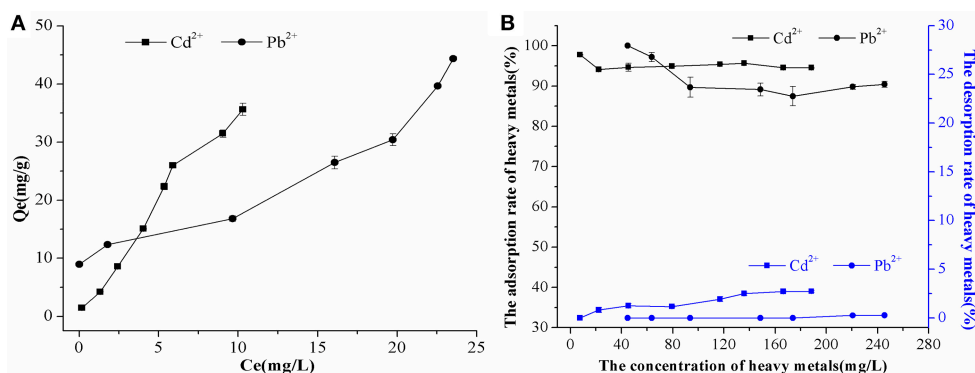 A
Cd2+
Pb2+
Qe(mg/g)
50
40
30
20
10
0
0
5
10
15
20
25
Ce(mg/L)
B
Cd2+
Pb2+
The adsorption rate of heavy metals(%)
100
90
80
70
60
50
40
30
The desorption rate of heavy metals(%)
30
25
20
15
10
5
0
Cd2+
Pb2+
0
40
80
120
160
200
240
280
The concentration of heavy metals(mg/L)